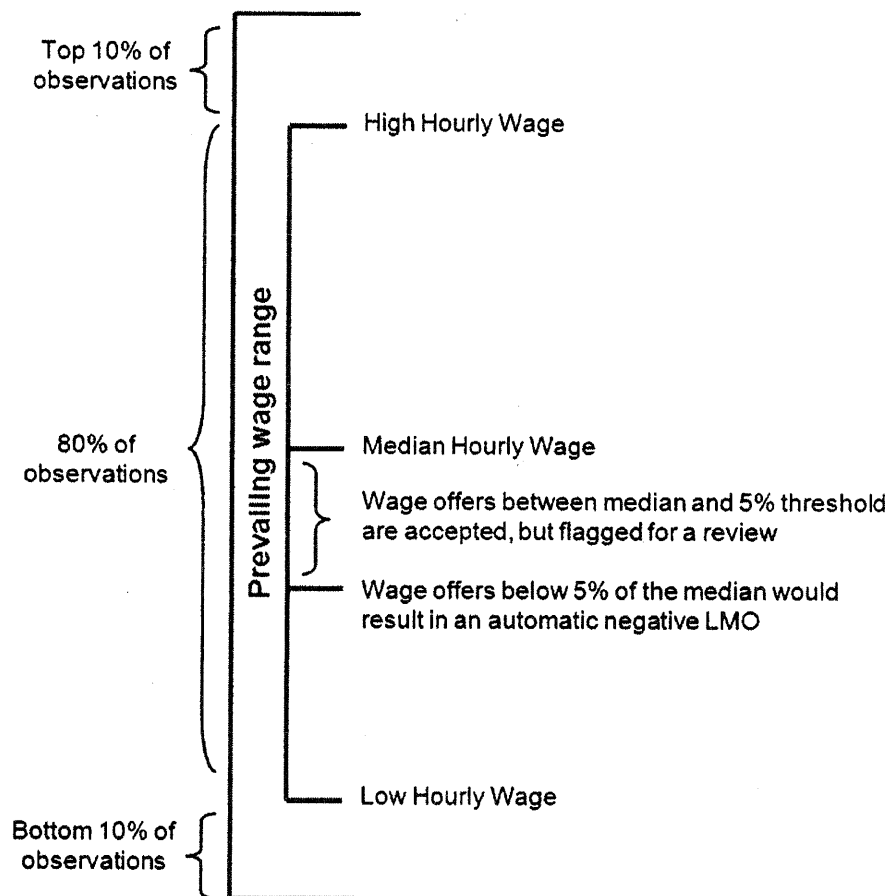 Top 10% of
observations
High Hourly Wage
Prevailing wage range
80% of
observations
Median Hourly Wage
Wage offers between median and 5% threshold
are accepted, but flagged for a review
Wage offers below 5% of the median would
result in an automatic negative LMO
Low Hourly Wage
Bottom 10% of
observations